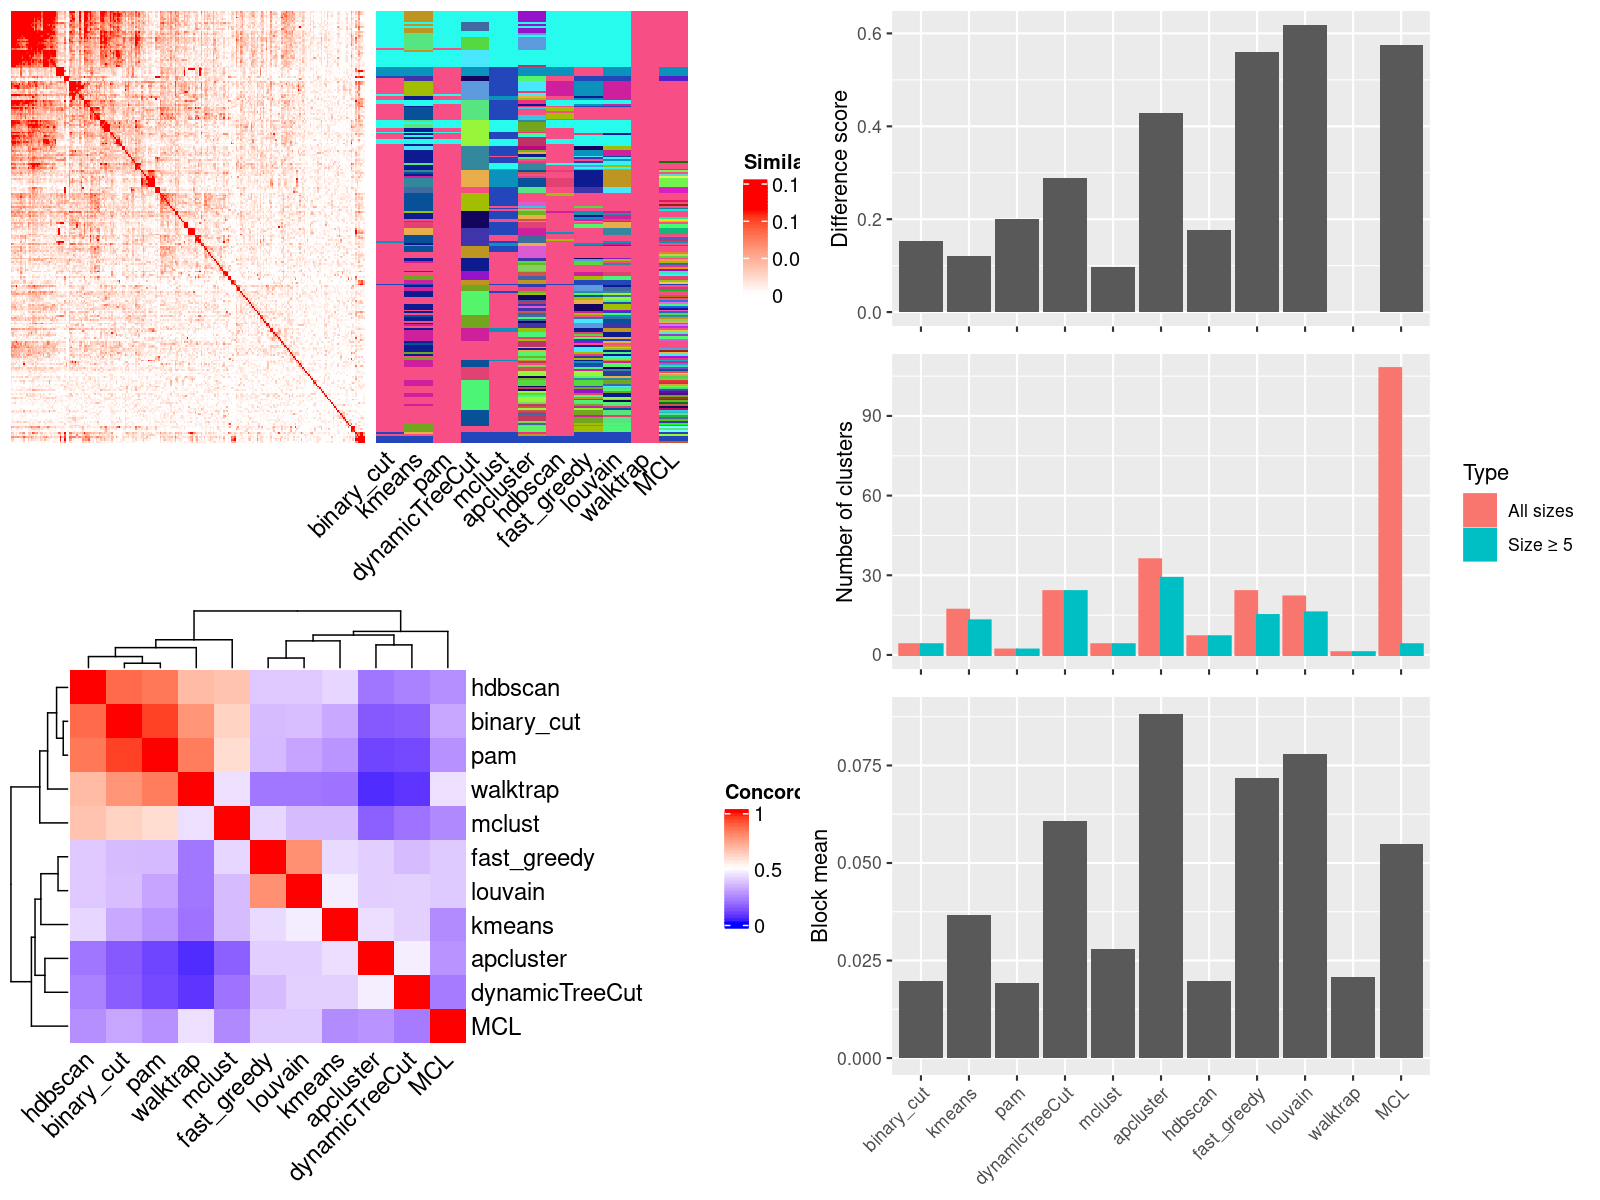 Simila
0.1
0.1
0.0
0
binary_cut
kmeans
pam
dynamicTreeCut
mclust
apcluster
hdbscan
fast_greedy
louvain
walktrap
MCL
hdbscan
binary_cut
pam
walktrap
mclust
fast_greedy
louvain
kmeans
apcluster
dynamicTreeCut
MCL
hdbscan
binary_cut
pam
walktrap
mclust
fast_greedy
louvain
kmeans
apcluster
dynamicTreeCut
MCL
Concord
1
0.5
0
Difference score
0.6
0.4
0.2
0.0
Number of clusters
90
60
30
0
Type
All sizes
Size ≥ 5
Block mean
0.075
0.050
0.025
0.000
binary_cut
kmeans
pam
dynamicTreeCut
mclust
apcluster
hdbscan
fast_greedy
louvain
walktrap
MCL